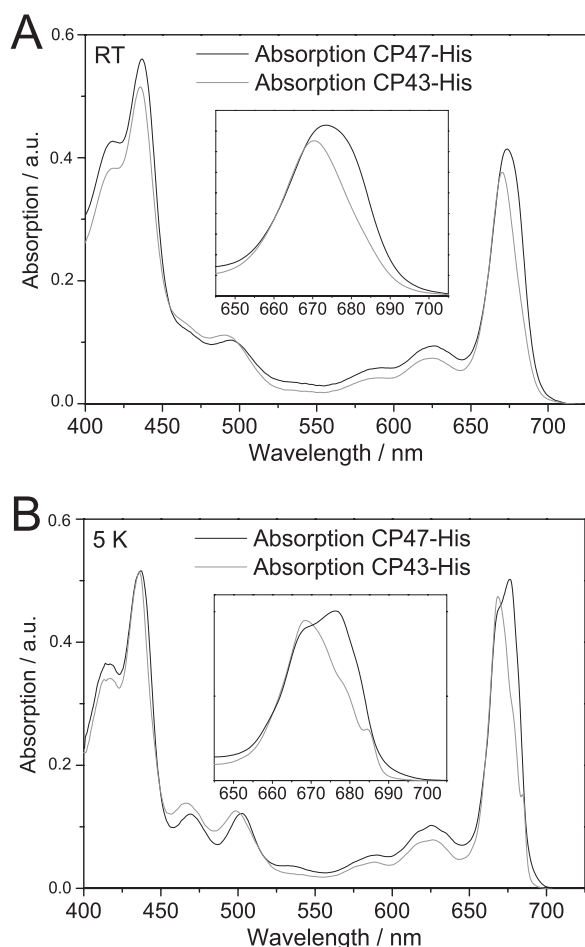 A
RT
Absorption CP47-His
Absorption CP43-His
0.6
0.4
0.2
0.0
Absorption / a.u.
650 660 670 680 690 700
400 450 500 550 600 650 700
Wavelength / nm
B
5 K
Absorption CP47-His
Absorption CP43-His
0.6
0.4
0.2
0.0
Absorption / a.u.
650 660 670 680 690 700
400 450 500 550 600 650 700
Wavelength / nm